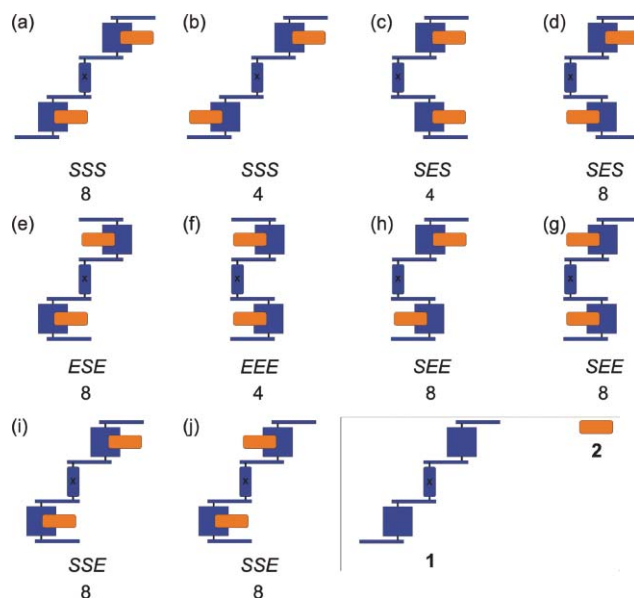 (a) (b) (c) (d)
x x x x
SSS SSS SES SES
8 4 4 8
(e) (f) (h) (g)
x x x x
ESE EEE SEE SEE
8 4 8 8
(i) (j) 2
x x x
SSE SSE 1
8 8